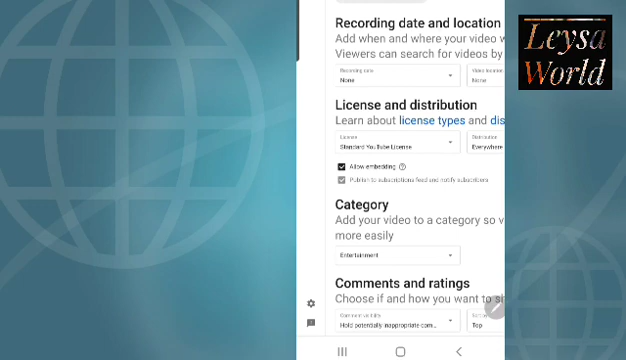 Leysa
World
Recording date and location
Add when and where your video w
Viewers can search for videos by
Recording date
None
Video location
None
License and distribution
Learn about license types and dis
License
Standard YouTube License
Distribution
Everywhere
Allow embedding
Publish to subscriptions feed and notify subscribers
Category
Add your video to a category so v
more easily
Entertainment
Comments and ratings
Choose if and how you want to sh
Comment visibility
Hold potentially inappropriate com...
Sort by
Top